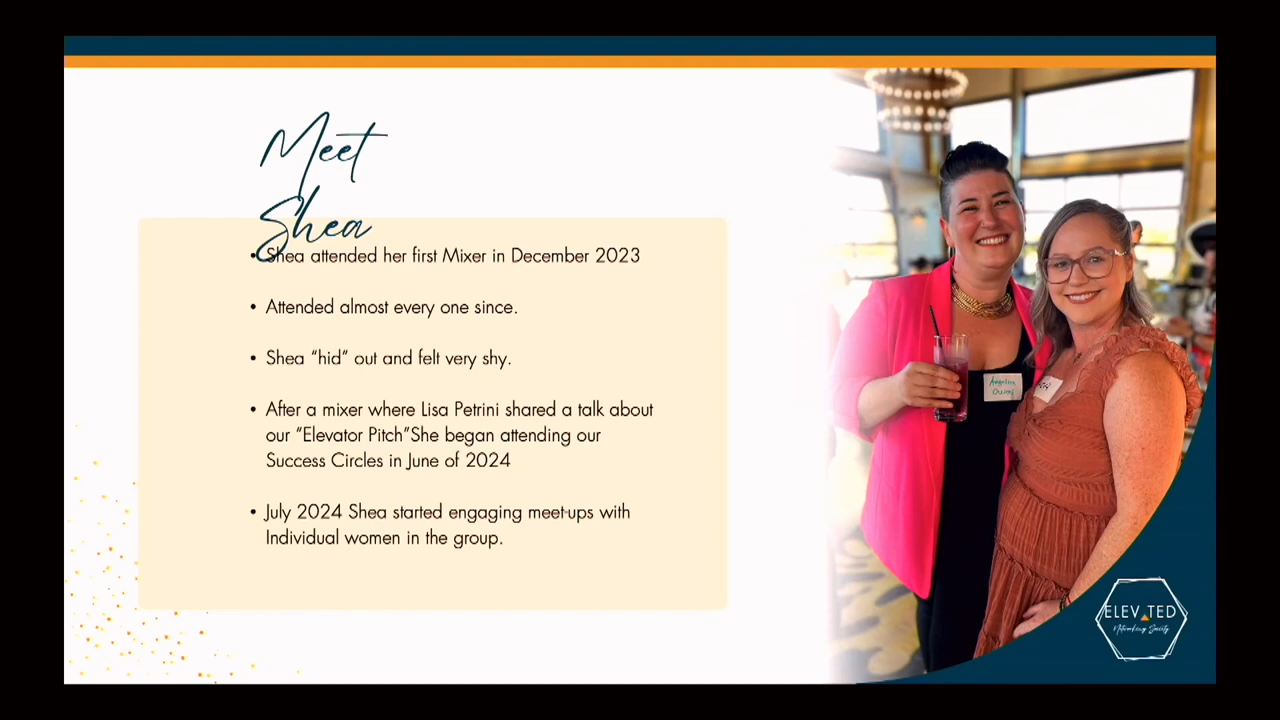 Meet
Shea
• Shea attended her first Mixer in December 2023
• Attended almost every one since.
• Shea “hid” out and felt very shy.
• After a mixer where Lisa Petrini shared a talk about
our “Elevator Pitch”She began attending our
Success Circles in June of 2024
• July 2024 Shea started engaging meet-ups with
Individual women in the group.
Angelina
ELEVATED
Networking Society